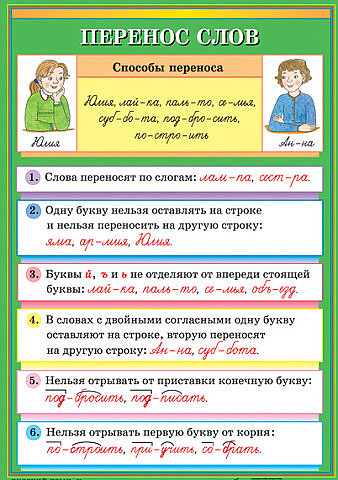 ПЕРЕНОС СЛОВ
Способы переноса
Юлия, лай-ка, паль-то, се-мья,
суб-бо-та, под-бро-сить,
по-стро-ить
Юлия
Ан-на
1. Слова переносят по слогам: лам-па, сест-ра.
2. Одну букву нельзя оставлять на строке
и нельзя переносить на другую строку:
яма, ар-мия, Юлия.
3. Буквы й, ъ и ь не отделяют от впереди стоящей
буквы: лай-ка, паль-то, се-мья, объ-езд.
4. В словах с двойными согласными одну букву
оставляют на строке, вторую переносят
на другую строку: Ан-на, суб-бота.
5. Нельзя отрывать от приставки конечную букву:
под-бросить, под-писать.
6. Нельзя отрывать первую букву от корня:
по-строить, при-учить, со-брать.